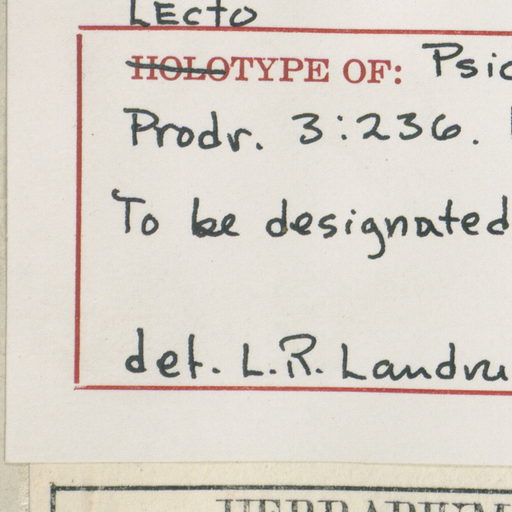 LEcto
HOLOTYPE OF: Psic
Prodr. 3:236.
To be designated
det. L.R. Landru
HERBARIUM